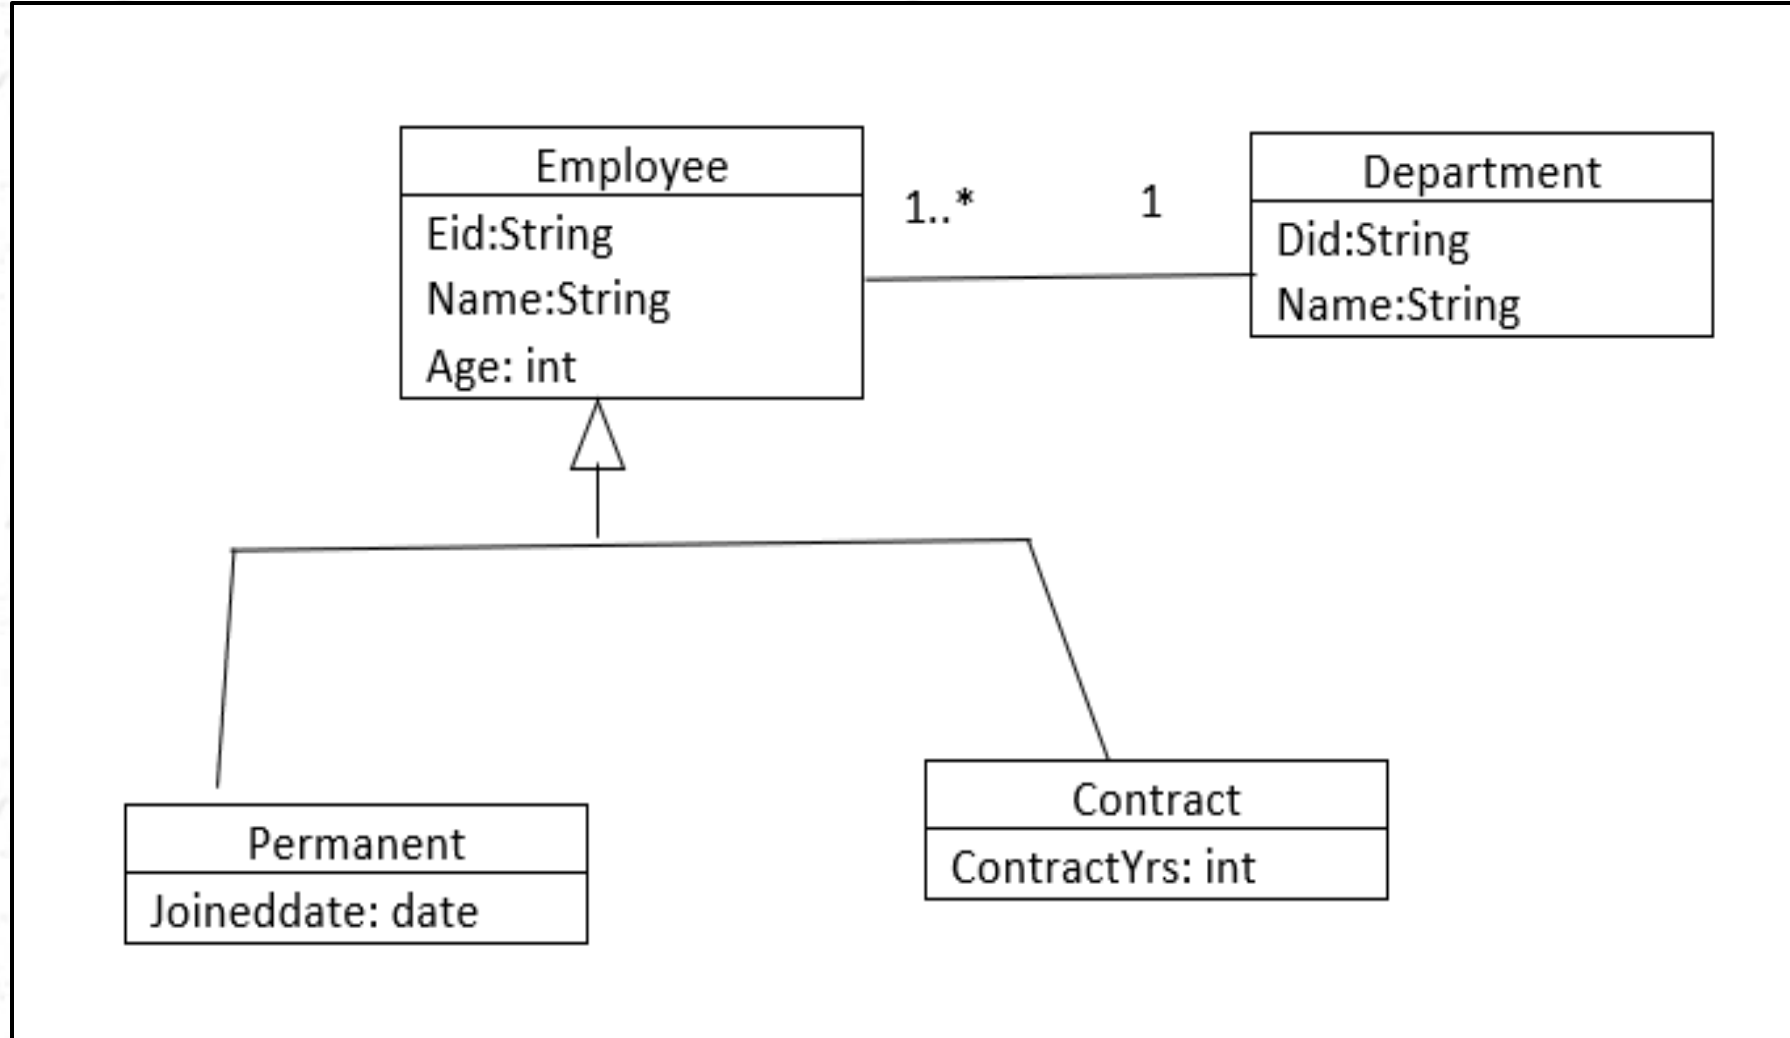 Employee
Eid:String
Name:String
Age: int
1..*
1
Department
Did:String
Name:String
Permanent
Joineddate: date
Contract
ContractYrs: int